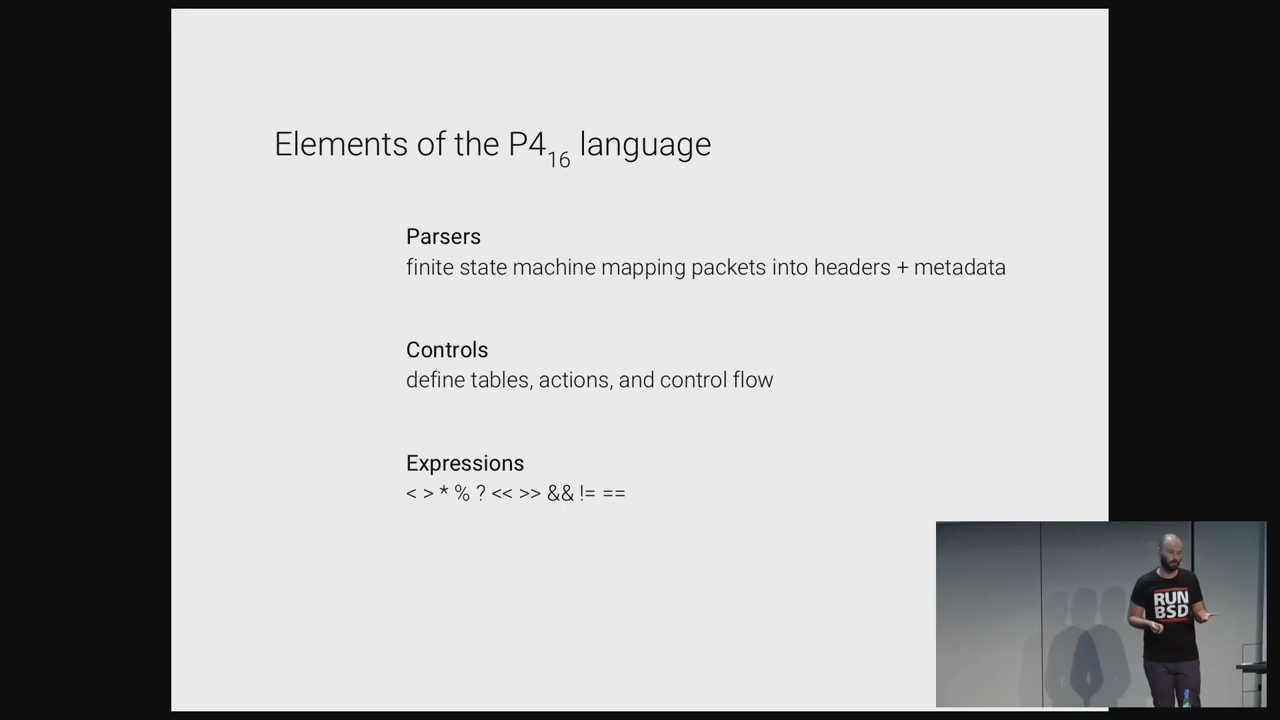 Elements of the P4₁₆ language
Parsers
finite state machine mapping packets into headers + metadata
Controls
define tables, actions, and control flow
Expressions
< > * % ? << >> && != ==
RUN
BSD